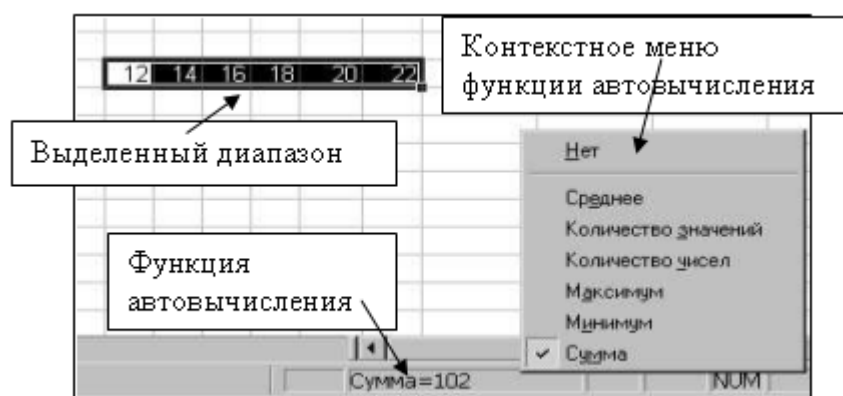 Контекстное меню
функции автовычисления
12 14 16 18 20 22
Выделенный диапазон
Нет
Среднее
Количество значений
Количество чисел
Максимум
Минимум
Сумма
Функция
автовычисления
Сумма=102
NUM